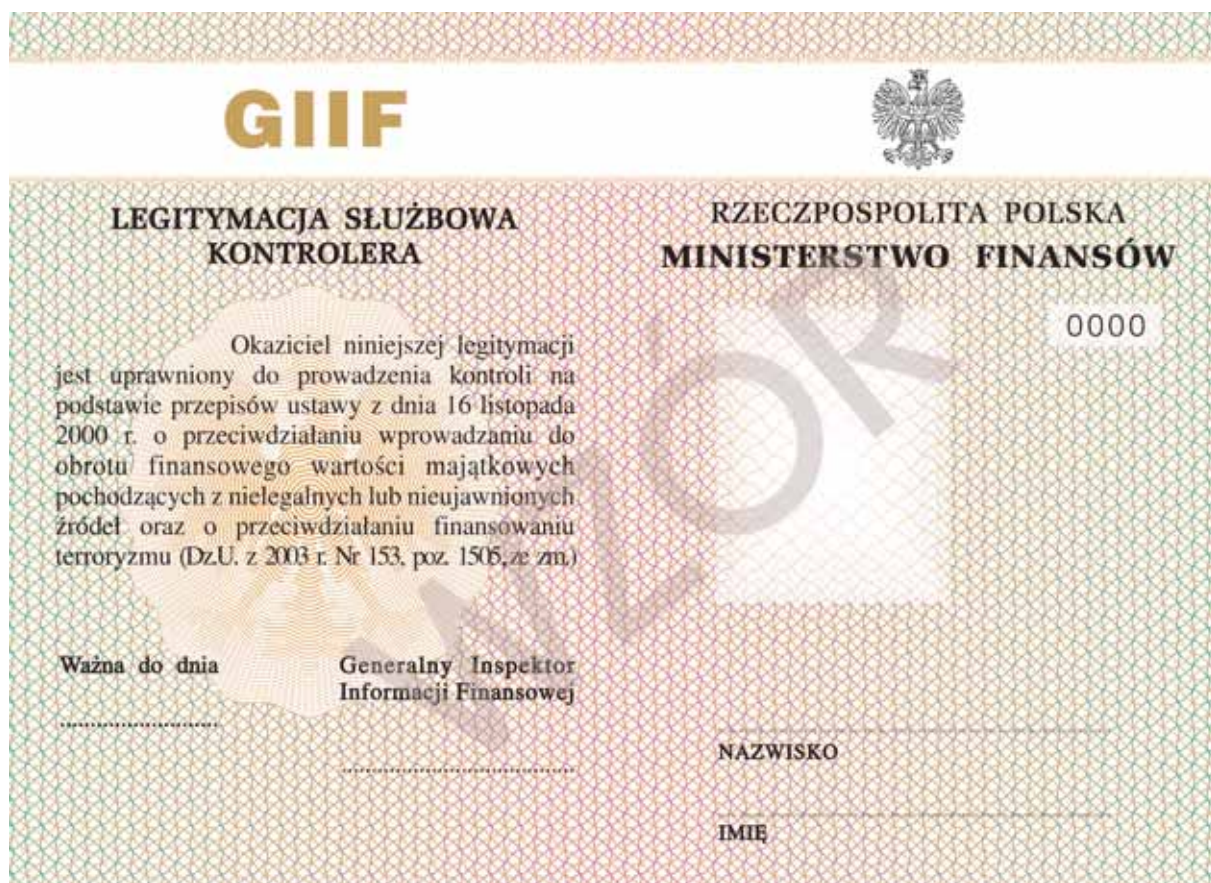 GIIF
LEGITYMACJA SŁUŻBOWA
KONTROLERA
Okaziciel niniejszej legitymacji
jest uprawniony do prowadzenia kontroli na
podstawie przepisów ustawy z dnia 16 listopada
2000 r. o przeciwdziałaniu wprowadzaniu do
obrotu finansowego wartości majątkowych
pochodzących z nielegalnych lub nieujawnionych
źródeł oraz o przeciwdziałaniu finansowaniu
terroryzmu (Dz.U. z 2003 r. Nr 153, poz. 1505, ze zm.)
Ważna do dnia
Generalny Inspektor
Informacji Finansowej
RZECZPOSPOLITA POLSKA
MINISTERSTWO FINANSÓW
0000
NAZWISKO
IMIĘ
WZÓR